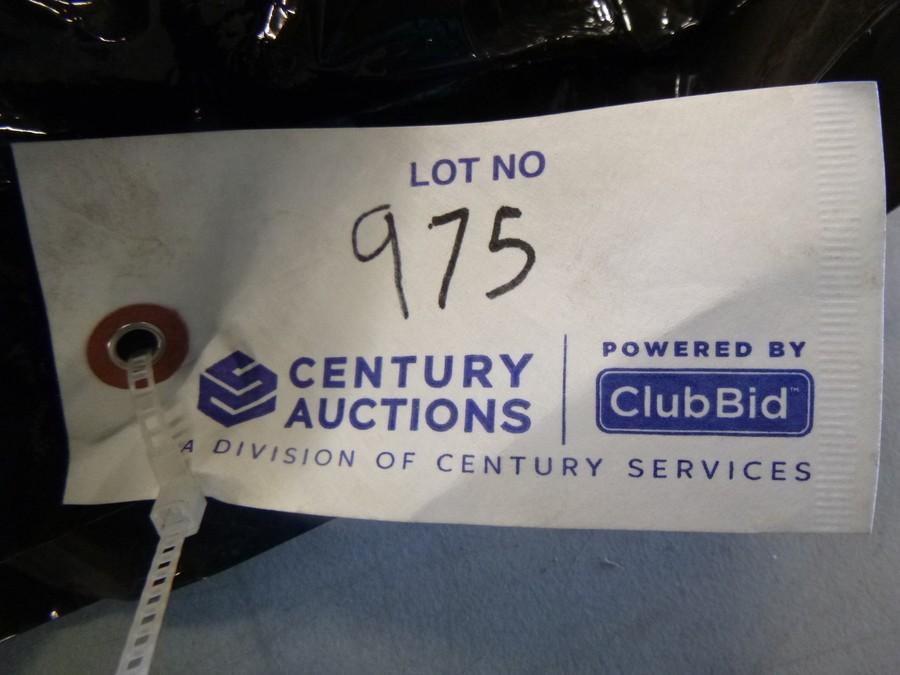 LOT NO
975
CENTURY
AUCTIONS
POWERED BY
ClubBid™
A DIVISION OF CENTURY SERVICES